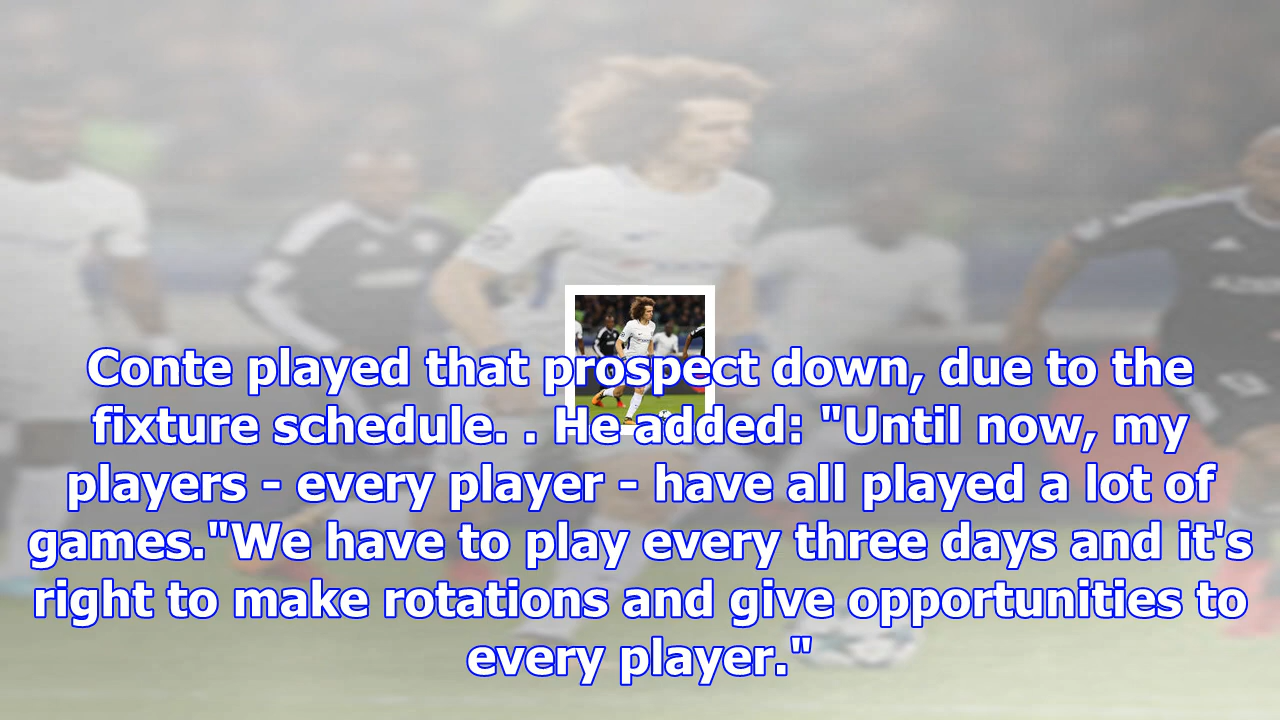 Conte played that prospect down, due to the
fixture schedule. . He added: "Until now, my
players - every player - have all played a lot of
games."We have to play every three days and it's
right to make rotations and give opportunities to
every player."